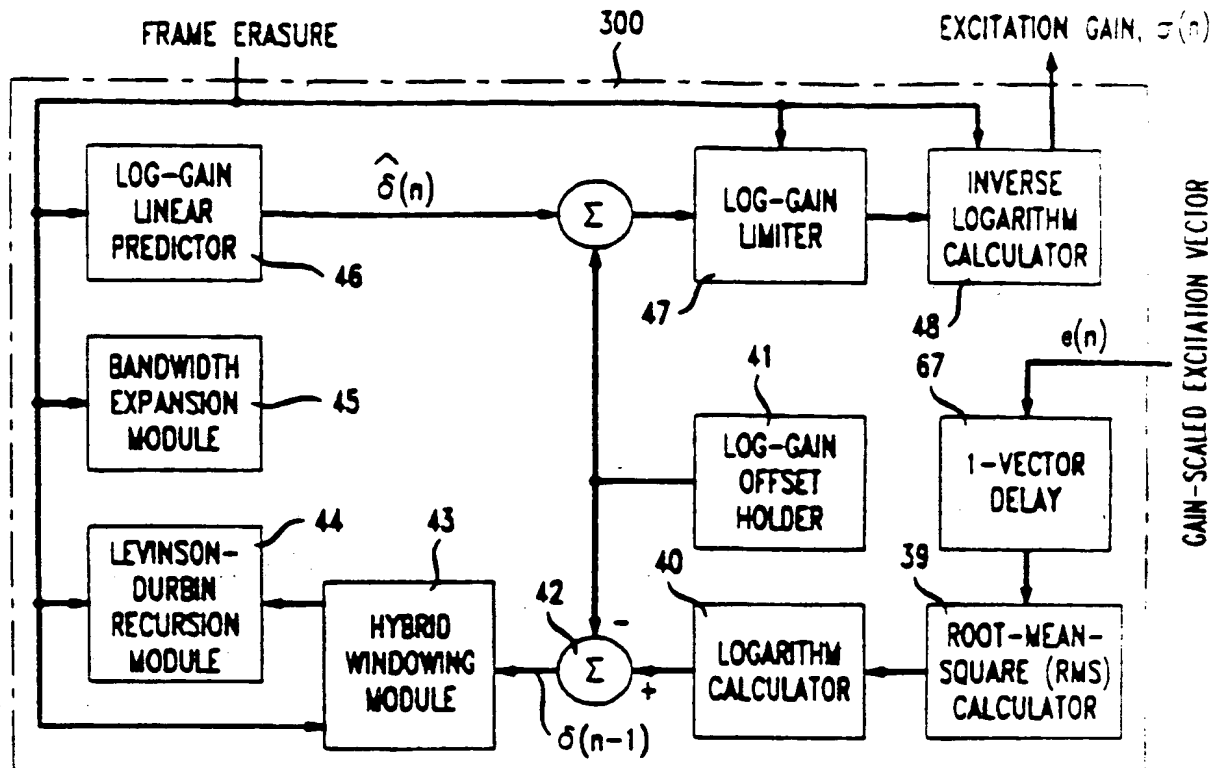 FRAME ERASURE
300
EXCITATION GAIN, σ(n)
LOG-GAIN
LINEAR
PREDICTOR
46
δ̂(n)
Σ
LOG-GAIN
LIMITER
47
INVERSE
LOGARITHM
CALCULATOR
48
e(n)
GAIN-SCALED EXCITATION VECTOR
BANDWIDTH
EXPANSION
MODULE
45
41
LOG-GAIN
OFFSET
HOLDER
67
1-VECTOR
DELAY
44
LEVINSON-
DURBIN
RECURSION
MODULE
43
HYBRID
WINDOWING
MODULE
42
-
Σ
+
δ(n-1)
40
LOGARITHM
CALCULATOR
39
ROOT-MEAN-
SQUARE (RMS)
CALCULATOR